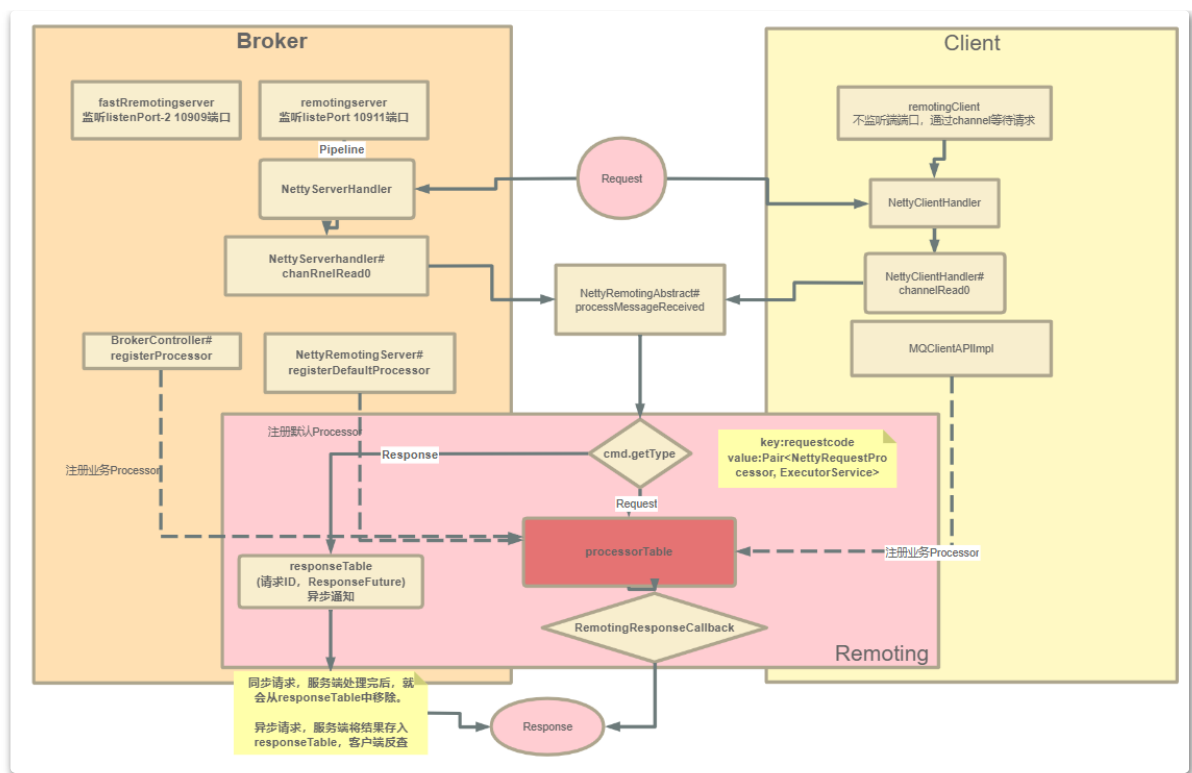 Broker
Client
fastRremotingserver
监听listenPort-2 10909端口
remotingserver
监听listePort 10911端口
remotingClient
不监听端端口，通过channel等待请求
Pipeline
NettyServerHandler
Request
NettyClientHandler
NettyServerhandler#
chanRnelRead0
NettyRemotingAbstract#
processMessageReceived
NettyClientHandler#
channelRead0
BrokerController#
registerProcessor
NettyRemotingServer#
registerDefaultProcessor
MQClientAPIImpl
注册默认Processor
注册业务Processor
Response
cmd.getType
key:requestcode
value:Pair<NettyRequestPro
cessor, ExecutorService>
Request
processorTable
注册业务Processor
responseTable
(请求ID，ResponseFuture)
异步通知
RemotingResponseCallback
Remoting
同步请求，服务端处理完后，就
会从responseTable中移除。
异步请求，服务端将结果存入
responseTable，客户端反查
Response